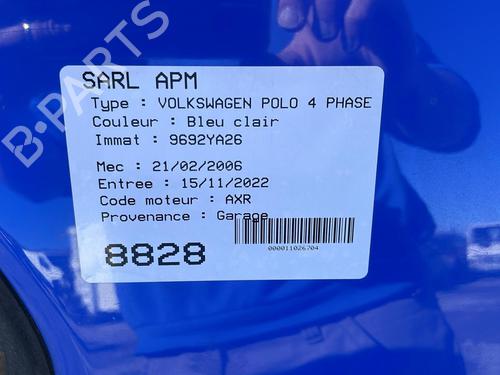 B-PARTS
SARL APM
Type : VOLKSWAGEN POLO 4 PHASE
Couleur : Bleu clair
Immat : 9692YA26
Mec : 21/02/2006
Entree : 15/11/2022
Code moteur : AXR
Provenance : Garage
8828
000011026704